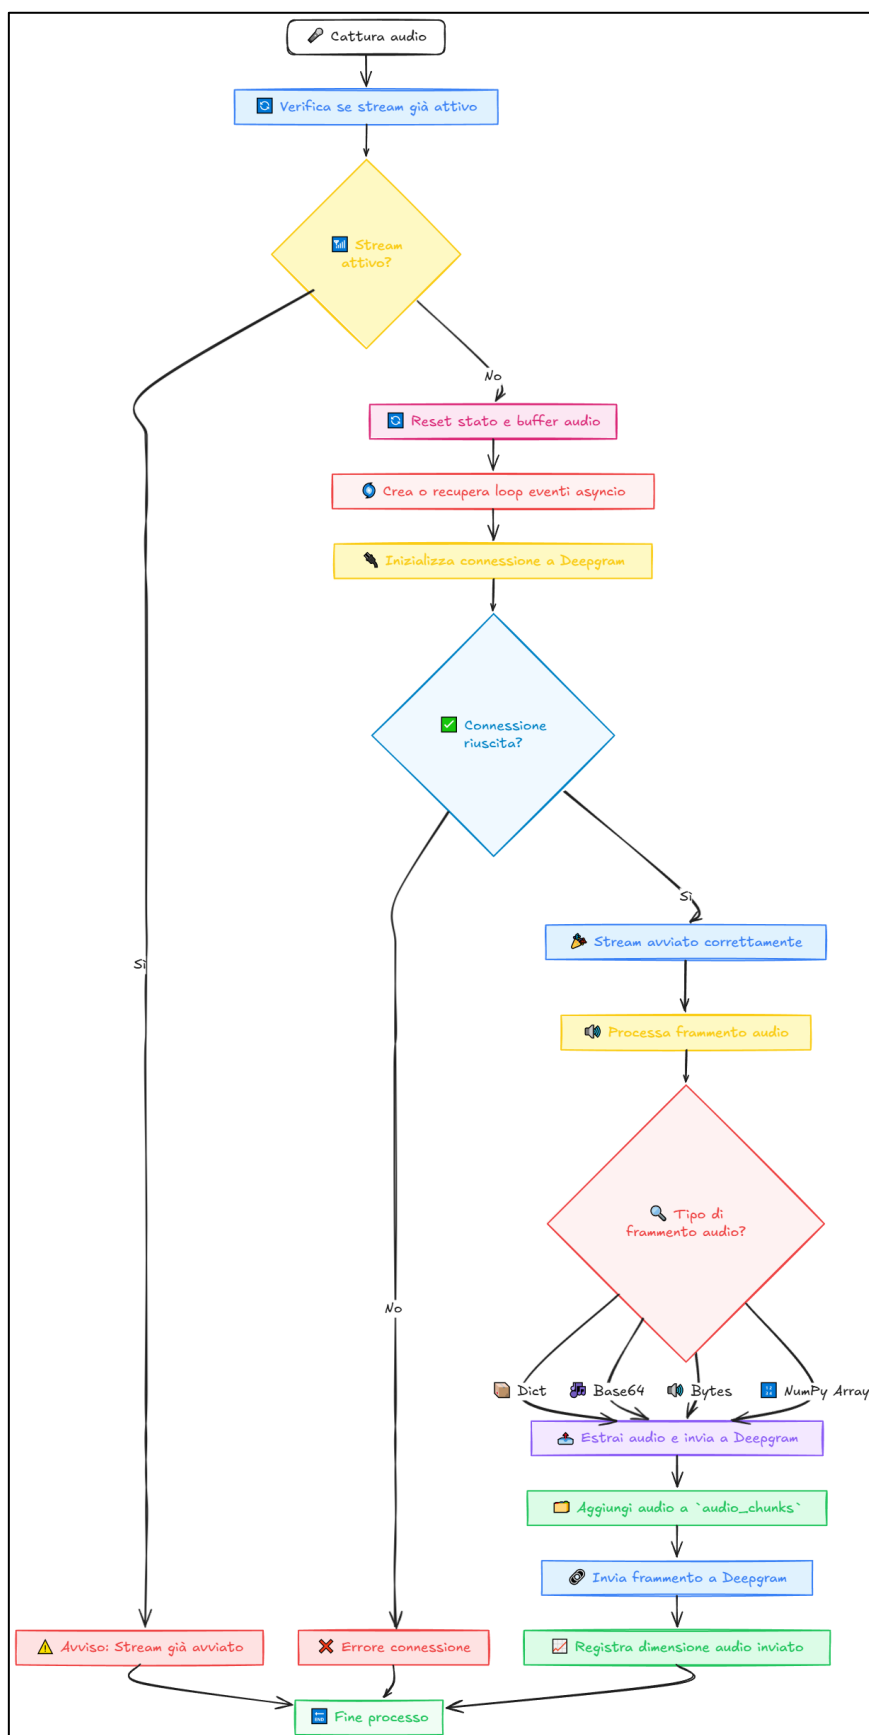 Cattura audio
Verifica se stream già attivo
Stream
attivo?
No
Reset stato e buffer audio
Crea o recupera loop eventi asyncio
Inizializza connessione a Deepgram
Connessione
riuscita?
Sì
Sì
Stream avviato correttamente
Processa frammento audio
Tipo di
frammento audio?
No
Dict
Base64
Bytes
NumPy Array
Estrai audio e invia a Deepgram
Aggiungi audio a `audio_chunks`
Invia frammento a Deepgram
Avviso: Stream già avviato
Errore connessione
Registra dimensione audio inviato
END
Fine processo